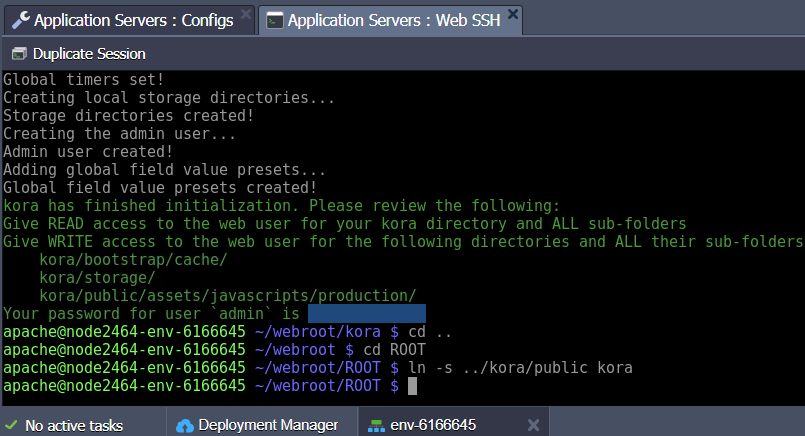 Application Servers : Configs
Application Servers : Web SSH
Duplicate Session
Global timers set!
Creating local storage directories...
Storage directories created!
Creating the admin user...
Admin user created!
Adding global field value presets...
Global field value presets created!
kora has finished initialization. Please review the following:
Give READ access to the web user for your kora directory and ALL sub-folders
Give WRITE access to the web user for the following directories and ALL their sub-folders
kora/bootstrap/cache/
kora/storage/
kora/public/assets/javascripts/production/
Your password for user `admin` is
apache@node2464-env-6166645 ~/webroot/kora $ cd ..
apache@node2464-env-6166645 ~/webroot $ cd ROOT
apache@node2464-env-6166645 ~/webroot/ROOT $ ln -s ../kora/public kora
apache@node2464-env-6166645 ~/webroot/ROOT $
No active tasks
Deployment Manager
env-6166645